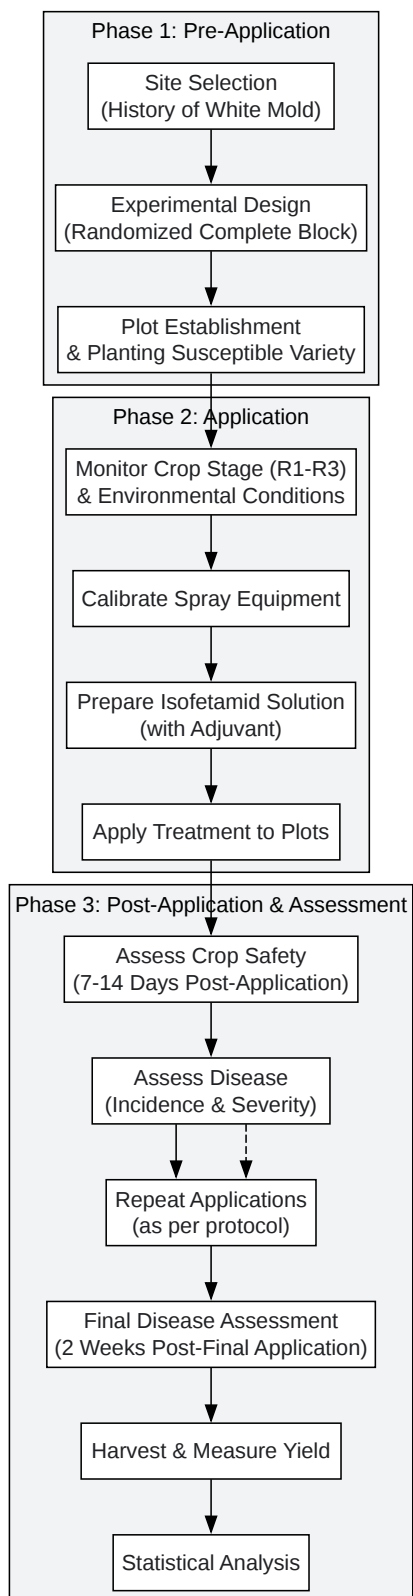 Phase 1: Pre-Application
Site Selection
(History of White Mold)
Experimental Design
(Randomized Complete Block)
Plot Establishment
& Planting Susceptible Variety
Phase 2: Application
Monitor Crop Stage (R1-R3)
& Environmental Conditions
Calibrate Spray Equipment
Prepare Isofetamid Solution
(with Adjuvant)
Apply Treatment to Plots
Phase 3: Post-Application & Assessment
Assess Crop Safety
(7-14 Days Post-Application)
Assess Disease
(Incidence & Severity)
Repeat Applications
(as per protocol)
Final Disease Assessment
(2 Weeks Post-Final Application)
Harvest & Measure Yield
Statistical Analysis